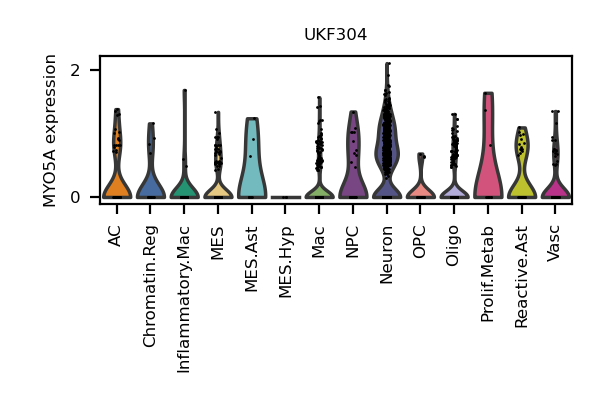 UKF304
MYO5A expression
2
0
AC
Chromatin.Reg
Inflammatory.Mac
MES
MES.Ast
MES.Hyp
Mac
NPC
Neuron
OPC
Oligo
Prolif.Metab
Reactive.Ast
Vasc